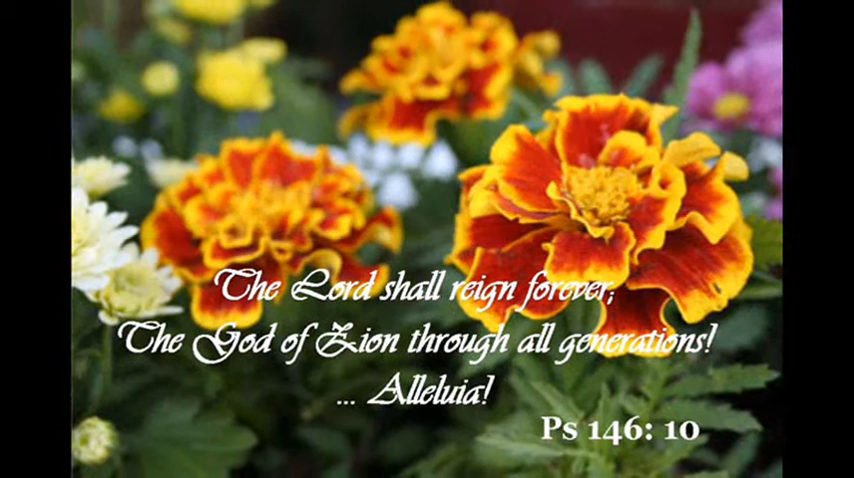 The Lord shall reign forever,
The God of Zion through all generations!
... Alleluia!
Ps 146: 10